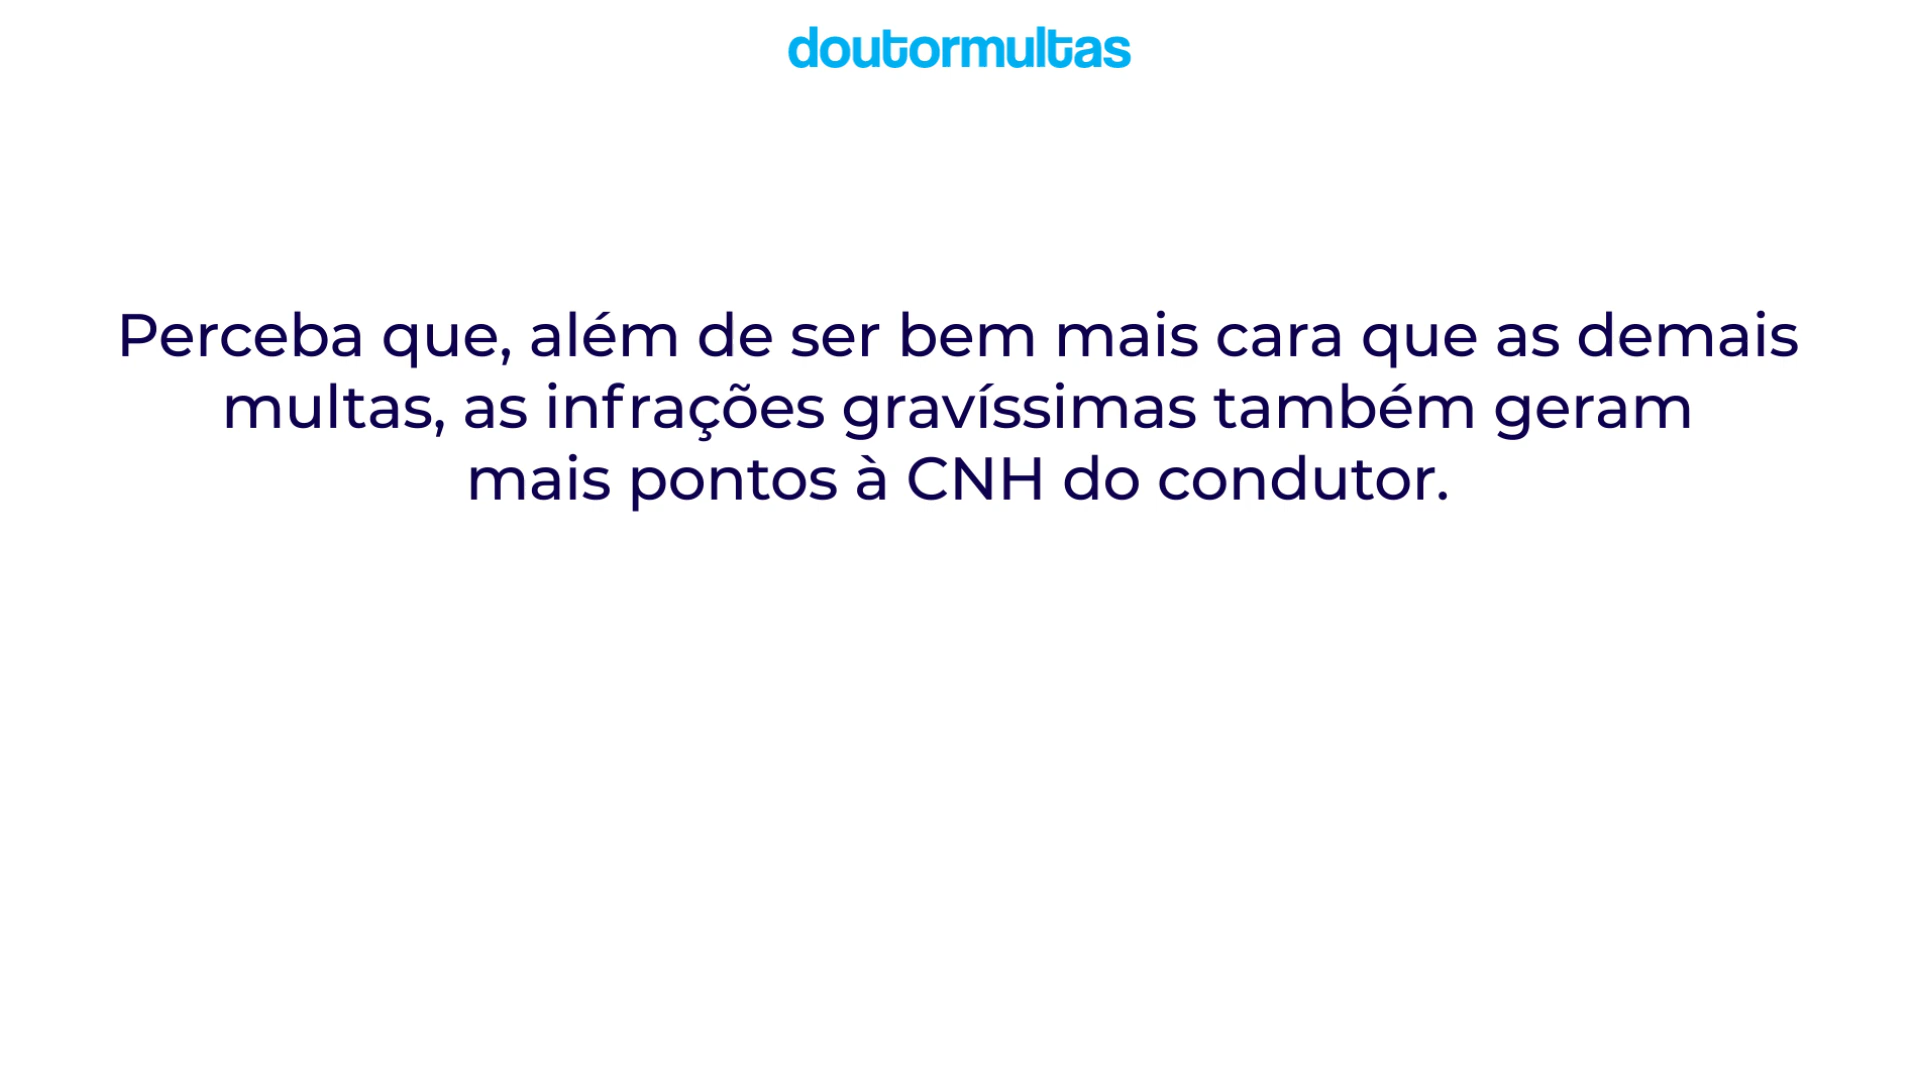 doutormultas
Perceba que, além de ser bem mais cara que as demais
multas, as infrações gravíssimas também geram
mais pontos à CNH do condutor.